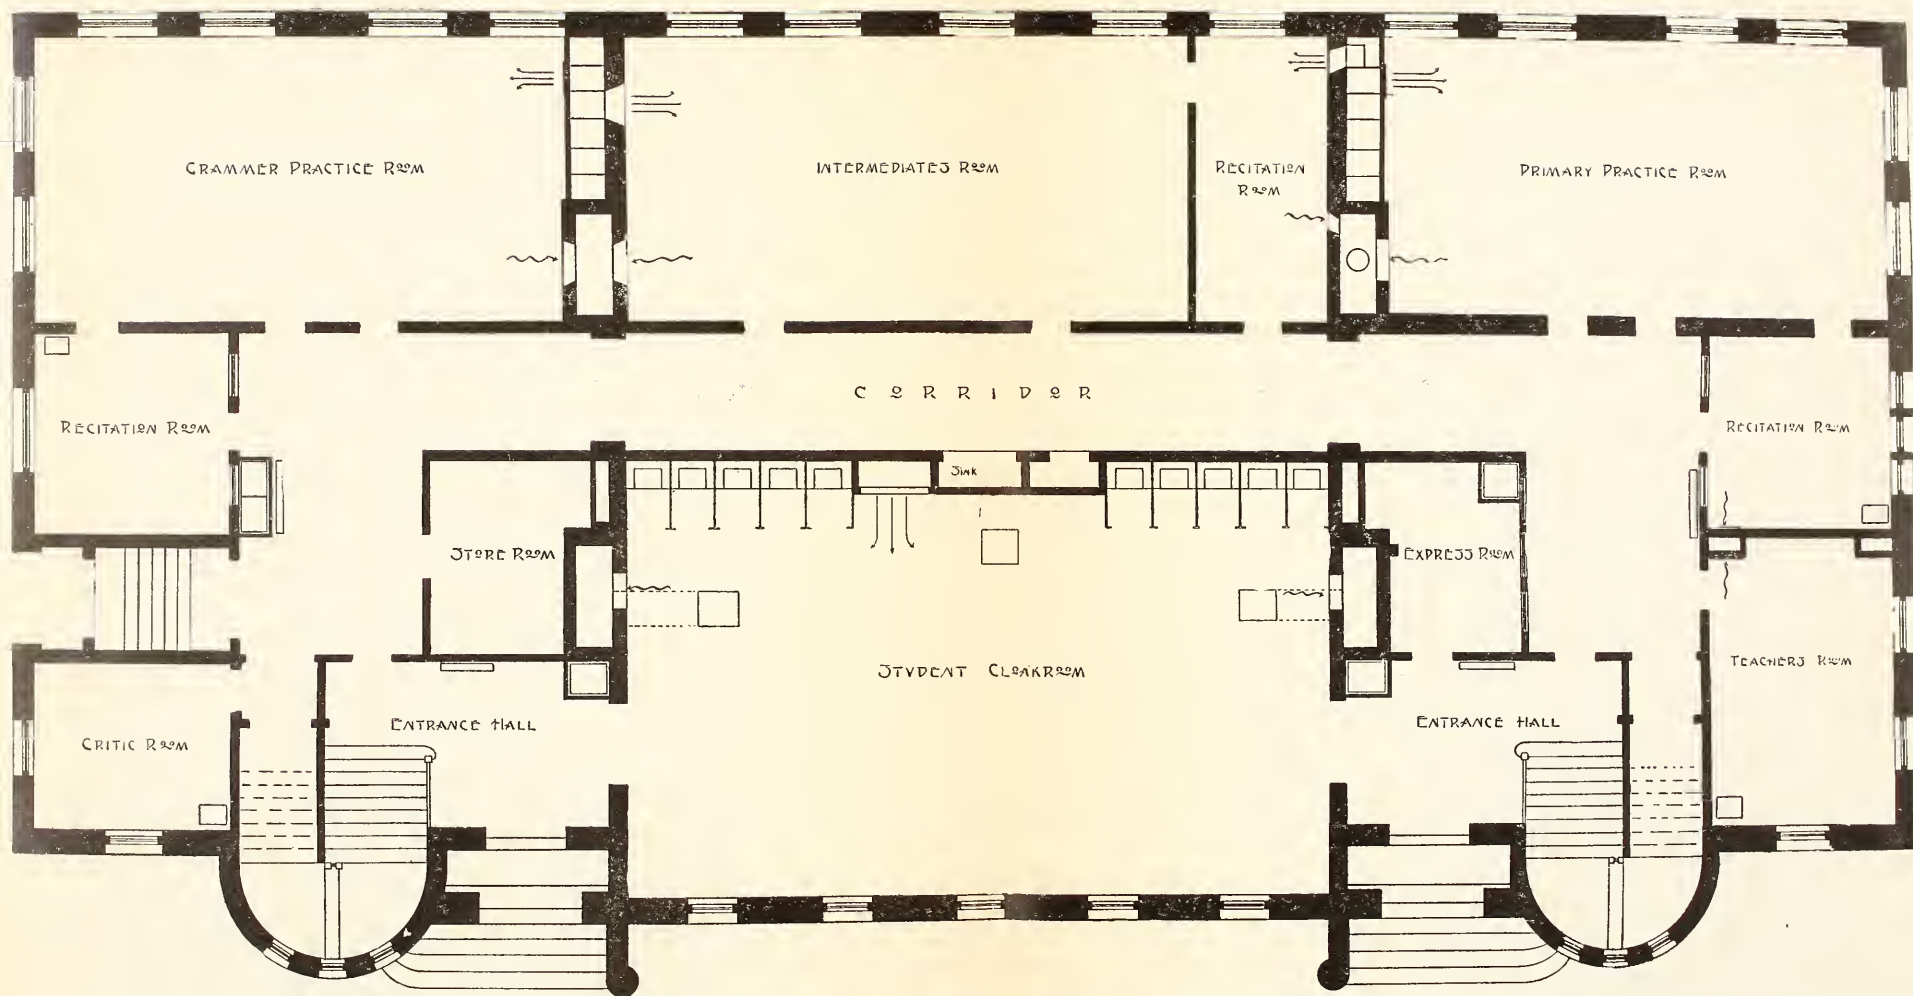 GRAMMER PRACTICE ROOM
INTERMEDIATES ROOM
RECITATION
ROOM
PRIMARY PRACTICE ROOM
CORRIDOR
RECITATION ROOM
RECITATION ROOM
SINK
STORE ROOM
EXPRESS ROOM
STVDENT CLOAKROOM
TEACHERS ROOM
ENTRANCE HALL
ENTRANCE HALL
CRITIC ROOM